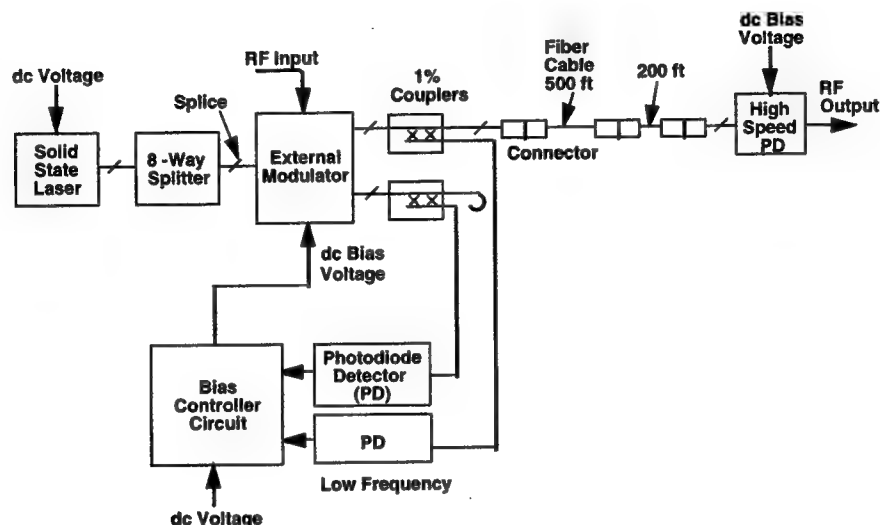 dc Bias
Voltage
RF Input
1%
Couplers
Fiber
Cable
500 ft
200 ft
RF
Output
dc Voltage
Splice
Solid
State
Laser
8-Way
Splitter
External
Modulator
Connector
High
Speed
PD
dc Bias
Voltage
Bias
Controller
Circuit
Photodiode
Detector
(PD)
PD
Low Frequency
dc Voltage